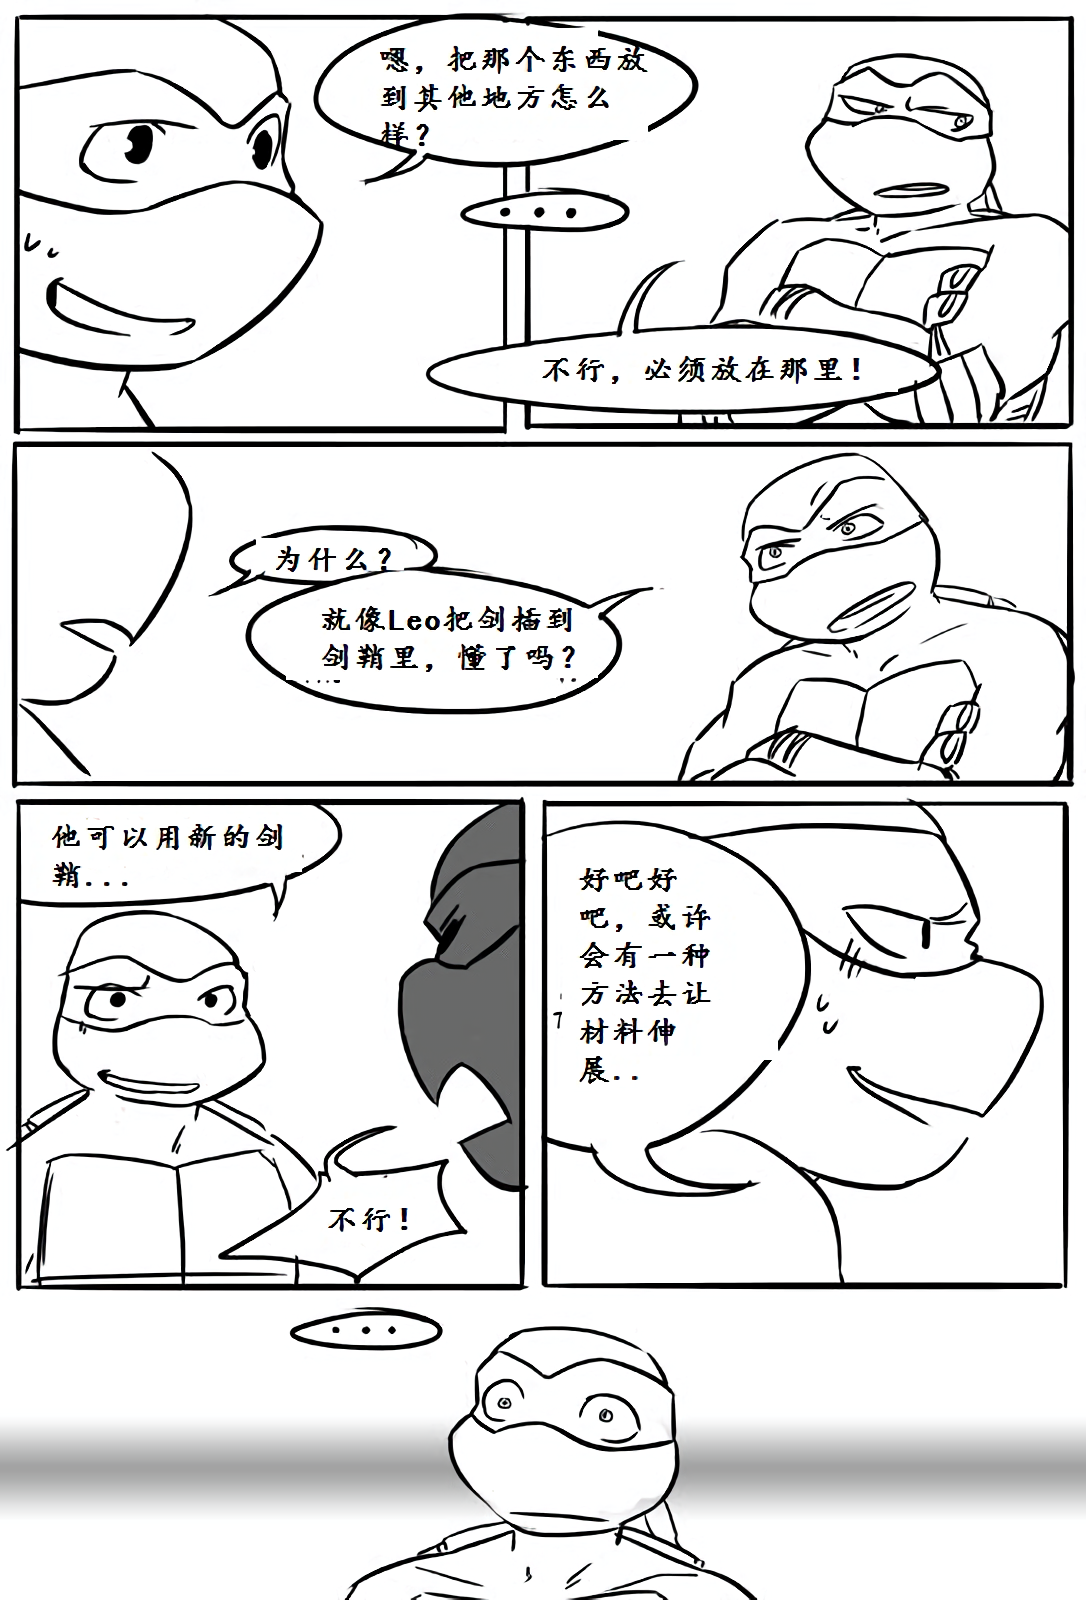 嗯，把那个东西放
到其他地方怎么
样？
...
不行，必须放在那里！
为什么？
就像Leo把剑插到
剑鞘里，懂了吗？
他可以用新的剑
鞘...
不行！
好吧好
吧，或许
会有一种
方法去让
材料伸
展..
...